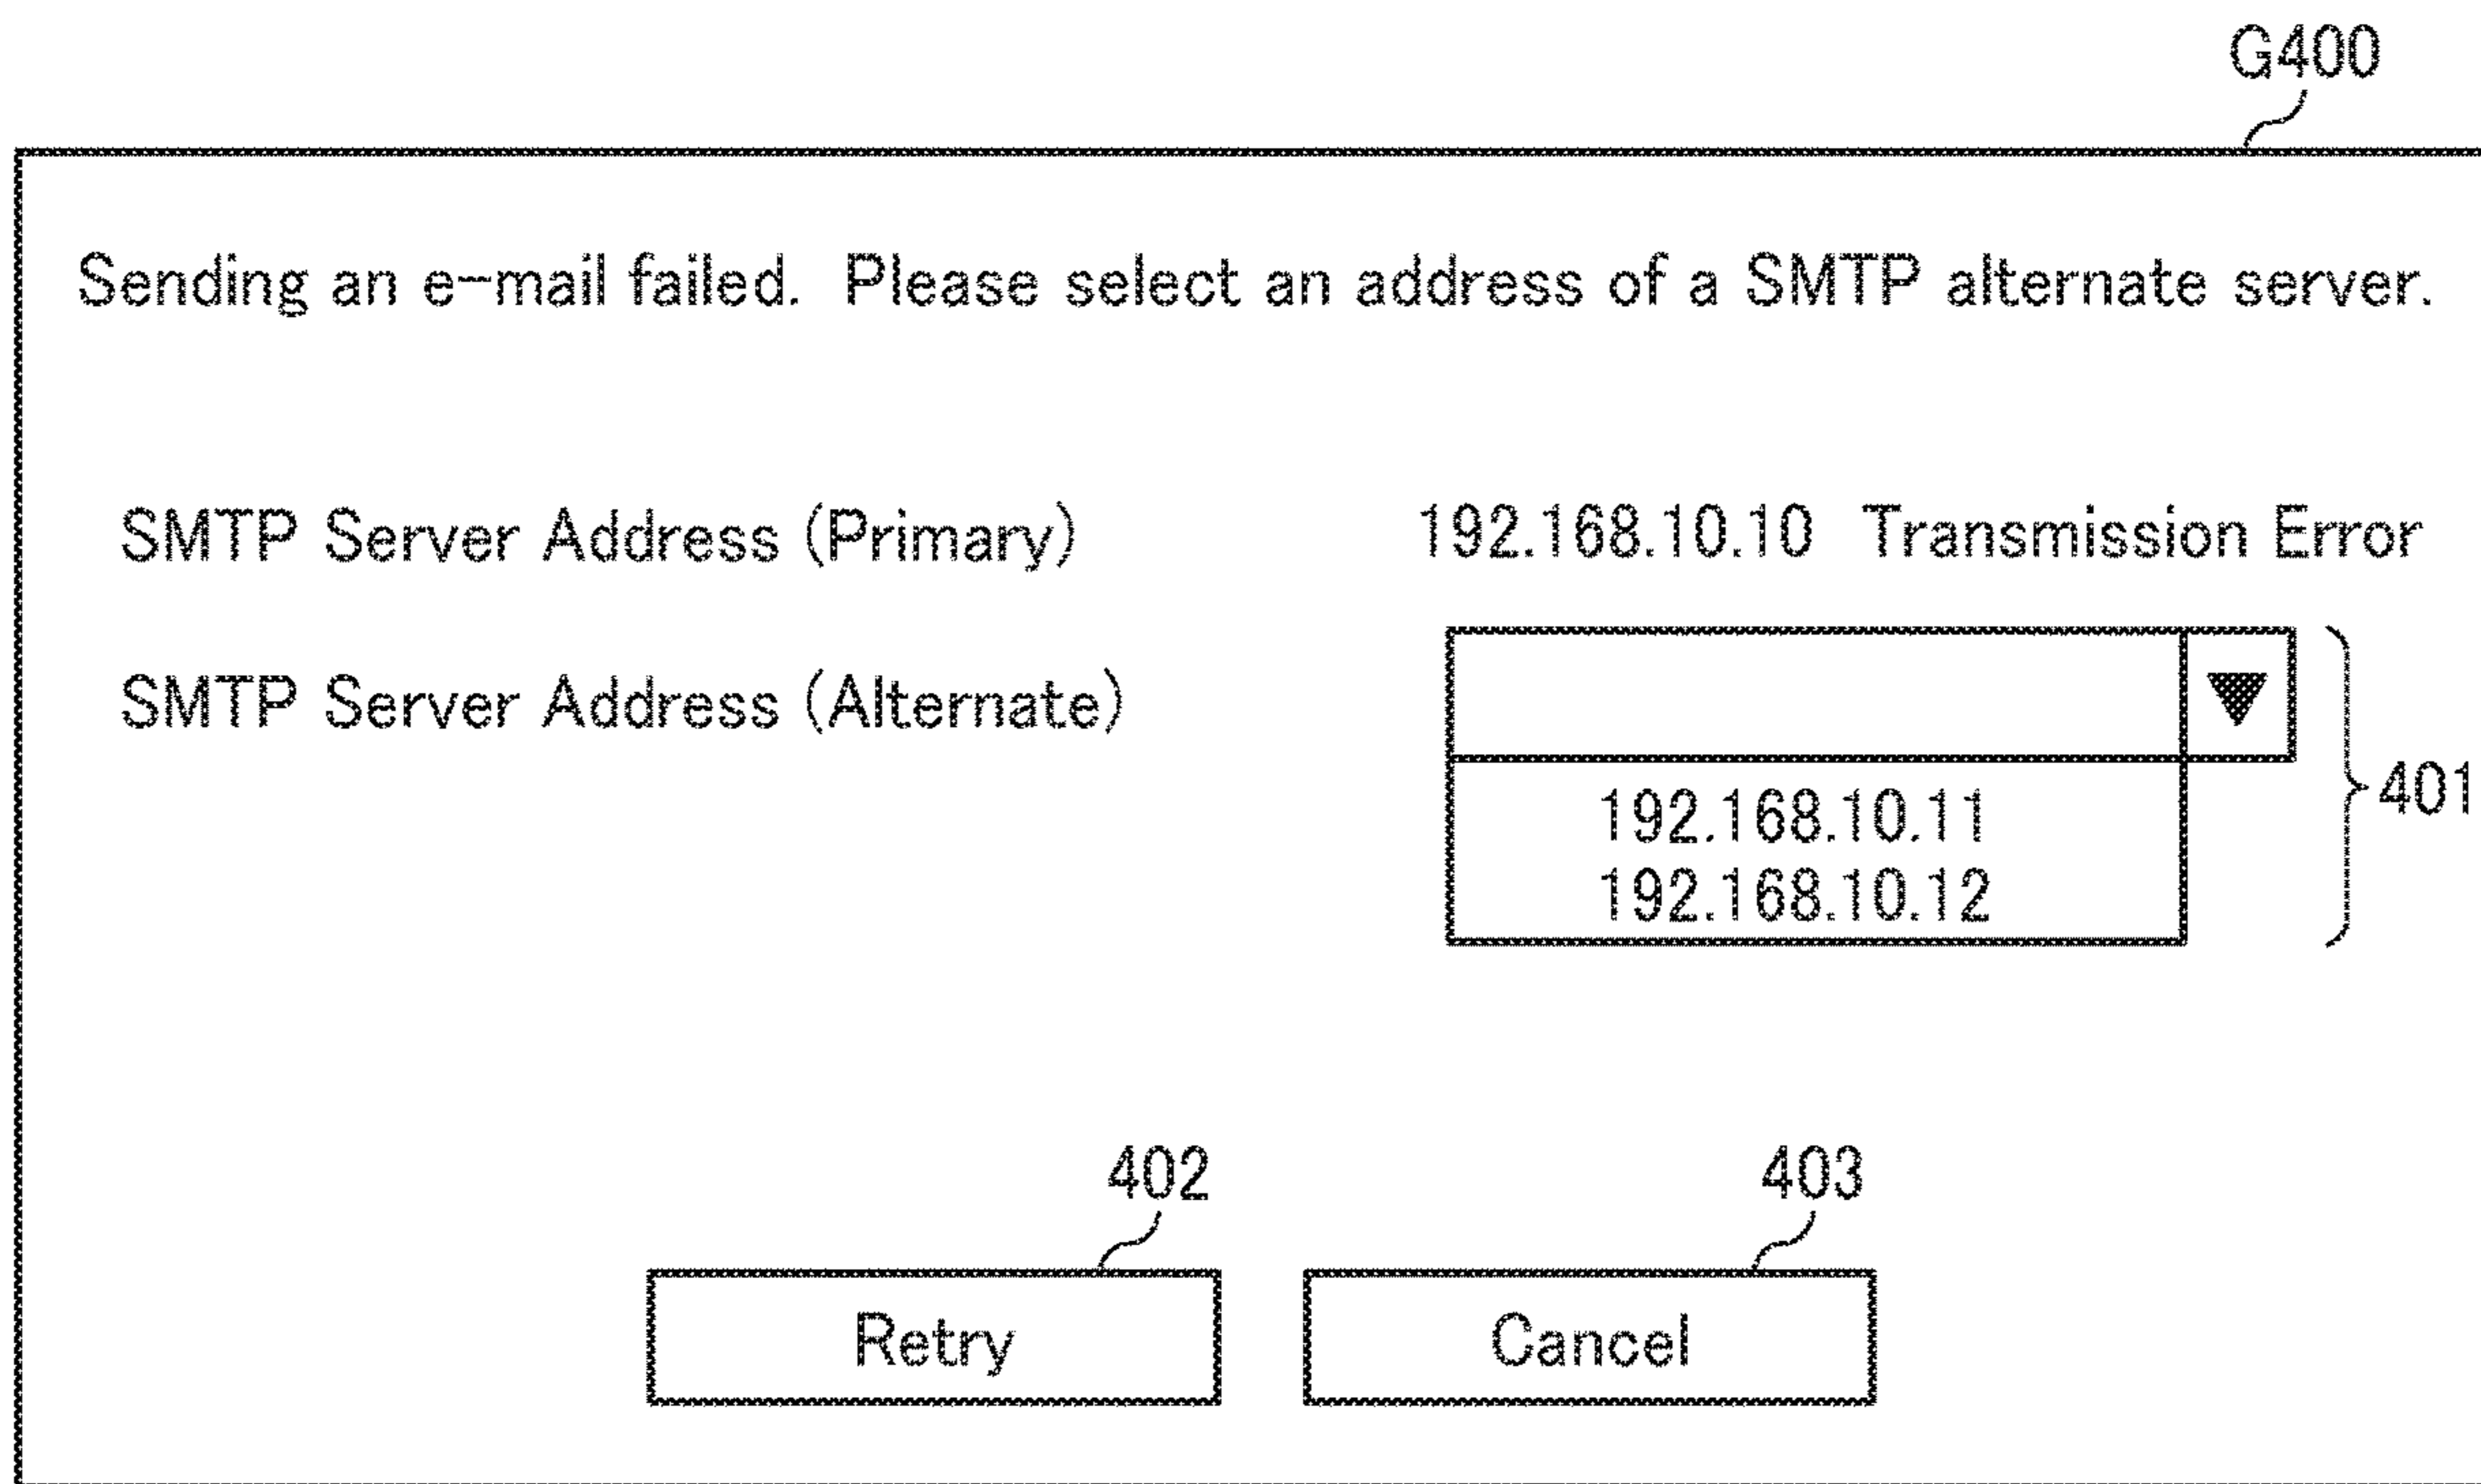 G400
Sending an e-mail failed. Please select an address of a SMTP alternate server.
SMTP Server Address (Primary) 192.168.10.10 Transmission Error
SMTP Server Address (Alternate) ▼
192.168.10.11
192.168.10.12
401
402 403
Retry Cancel